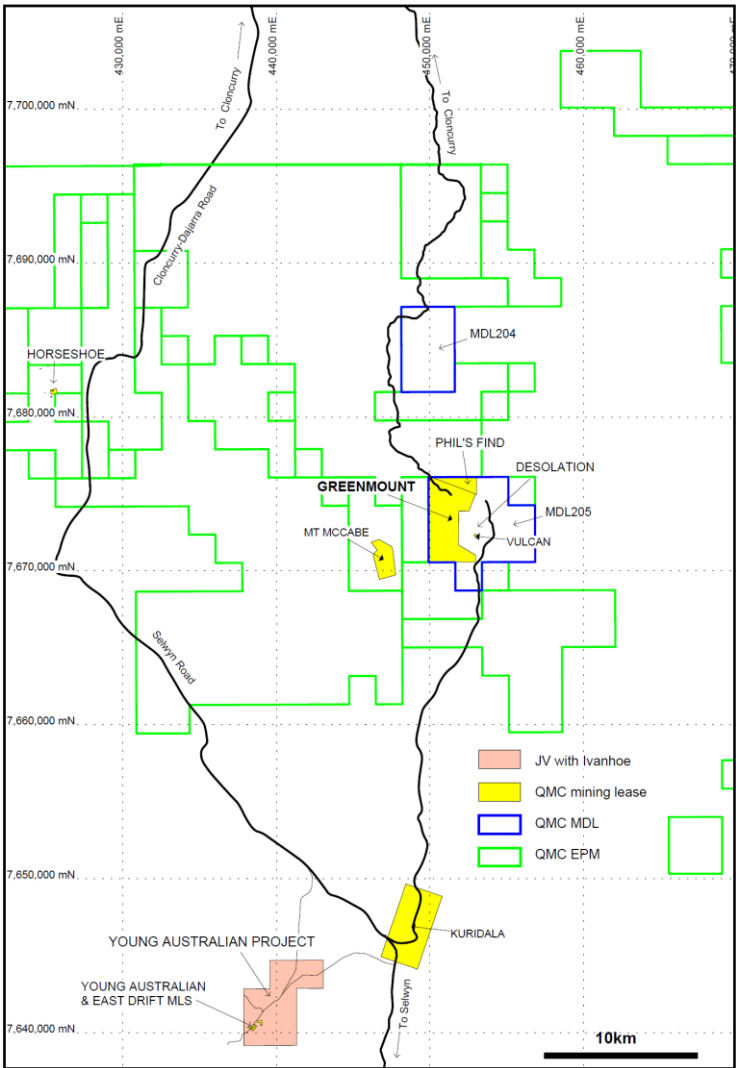 430,000 mE
440,000 mE
450,000 mE
460,000 mE
To Cloncurry
To Cloncurry
7,700,000 mN
Cloncurry-Dajarra Road
7,690,000 mN
MDL204
HORSESHOE
7,680,000 mN
PHIL'S FIND
DESOLATION
GREENMOUNT
MDL205
MT MCCABE
VULCAN
7,670,000 mN
Selwyn Road
7,660,000 mN
JV with Ivanhoe
QMC mining lease
QMC MDL
QMC EPM
7,650,000 mN
KURIDALA
YOUNG AUSTRALIAN PROJECT
YOUNG AUSTRALIAN
& EAST DRIFT MLS
To Selwyn
7,640,000 mN
10km